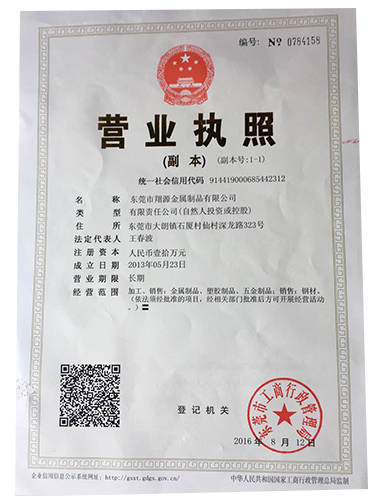 编号: №0784158
营业执照
(副 本) (副本号:1-1)
统一社会信用代码 914419000685442312
名 称 东莞市翔源金属制品有限公司
类 型 有限责任公司(自然人投资或控股)
住 所 东莞市大朗镇石厦村仙村深龙路323号
法定代表人 王春波
注册资本 人民币壹拾万元
成立日期 2013年05月23日
营业期限 长期
经营范围 加工、销售:金属制品、塑胶制品、五金制品;销售:钢材。
(依法须经批准的项目,经相关部门批准后方可开展经营活动
。)
登记机关
东莞市工商行政管理局
2016年 8月 12日
企业信用信息公示系统网址: http://gsxt.gdgs.gov.cn/
中华人民共和国国家工商行政管理总局监制